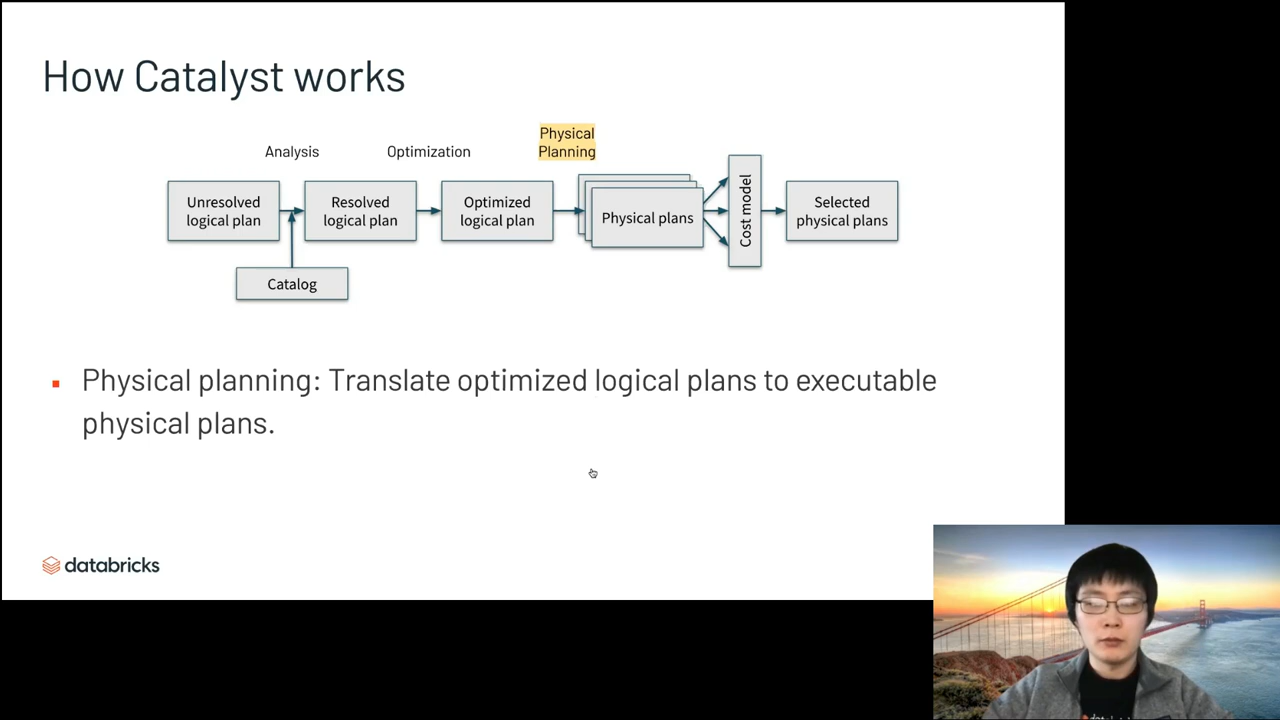 How Catalyst works
Physical
Planning
Analysis
Optimization
Unresolved
logical plan
Resolved
logical plan
Optimized
logical plan
Physical plans
Cost model
Selected
physical plans
Catalog
Physical planning: Translate optimized logical plans to executable
physical plans.
databricks